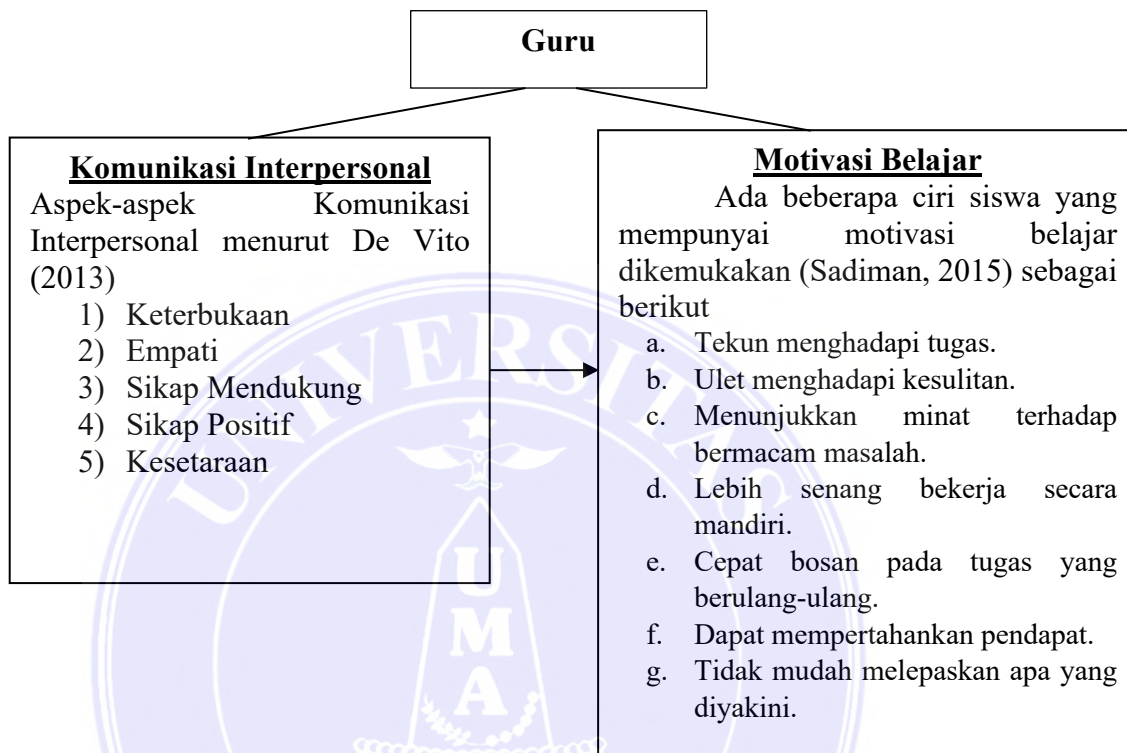 Guru
Komunikasi Interpersonal
Aspek-aspek Komunikasi
Interpersonal menurut De Vito
(2013)
1) Keterbukaan
2) Empati
3) Sikap Mendukung
4) Sikap Positif
5) Kesetaraan
Motivasi Belajar
Ada beberapa ciri siswa yang
mempunyai motivasi belajar
dikemukakan (Sadiman, 2015) sebagai
berikut
a. Tekun menghadapi tugas.
b. Ulet menghadapi kesulitan.
c. Menunjukkan minat terhadap
bermacam masalah.
d. Lebih senang bekerja secara
mandiri.
e. Cepat bosan pada tugas yang
berulang-ulang.
f. Dapat mempertahankan pendapat.
g. Tidak mudah melepaskan apa yang
diyakini.
UNIVERSITAS
U
M
A